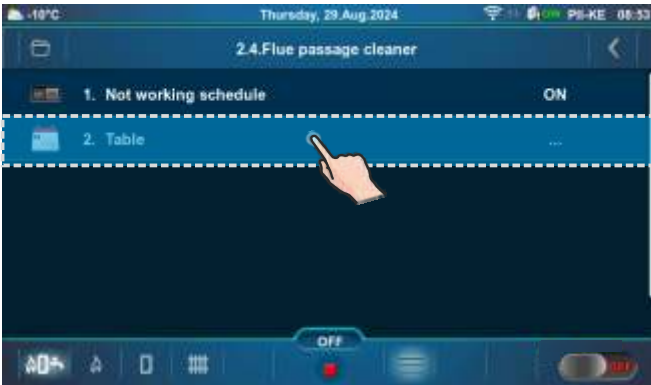 -10°C Thursday, 29.Aug.2024 PII-KE 08:53
2.4.Flue passage cleaner
1. Not working schedule ON
2. Table ...
OFF
OFF